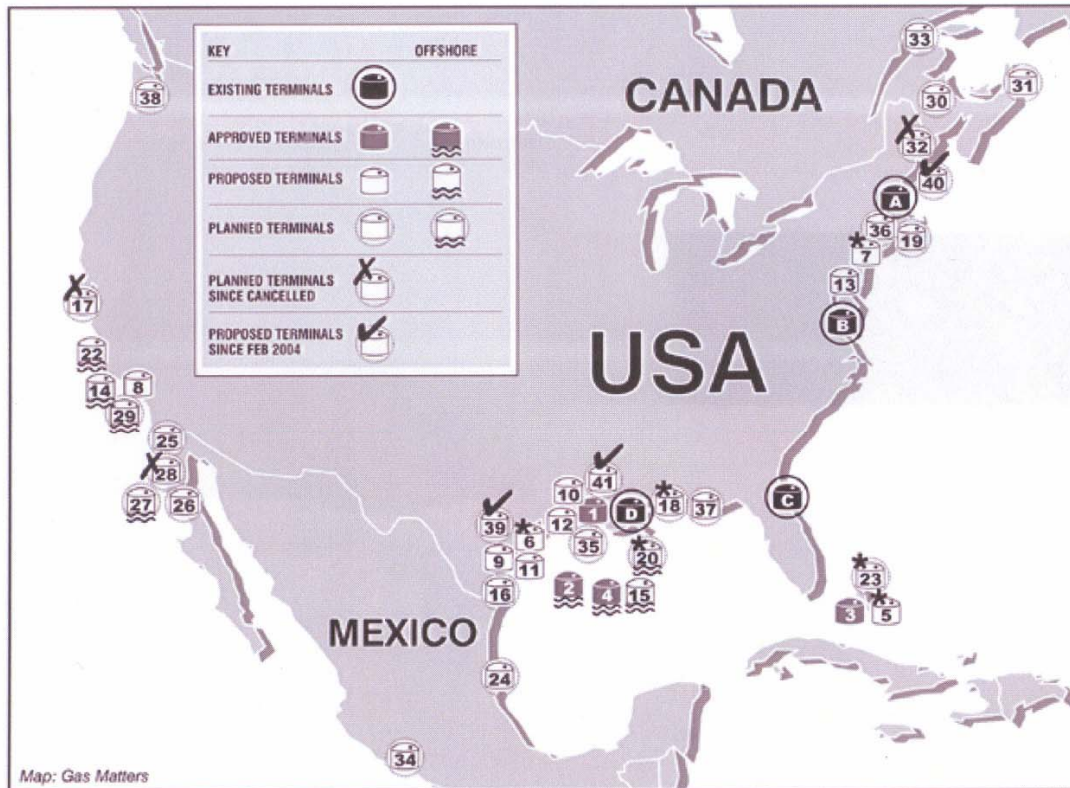 KEY OFFSHORE
EXISTING TERMINALS
APPROVED TERMINALS
PROPOSED TERMINALS
PLANNED TERMINALS
PLANNED TERMINALS
SINCE CANCELLED
PROPOSED TERMINALS
SINCE FEB 2004
CANADA
USA
MEXICO
33
38
30
31
32
40
A
36
19
7
13
B
17
22
14
8
29
25
28
27
26
41
10
1
D
18
37
C
39
6
12
35
20
9
11
16
2
4
15
23
3
5
24
34
Map: Gas Matters